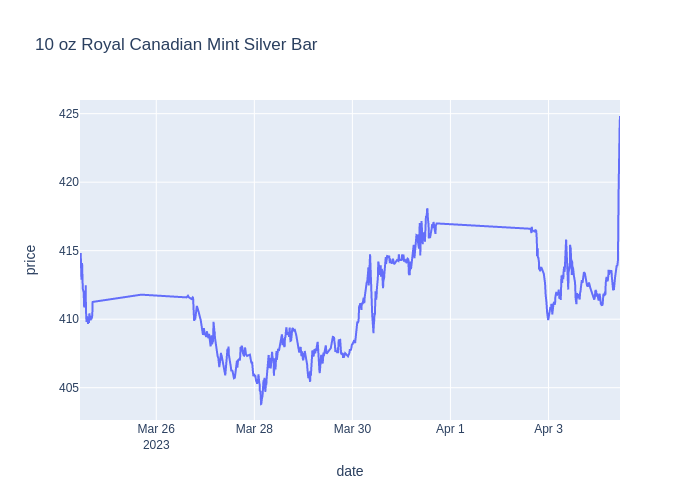 10 oz Royal Canadian Mint Silver Bar
425
420
415
410
405
price
Mar 26
2023
Mar 28
Mar 30
Apr 1
Apr 3
date